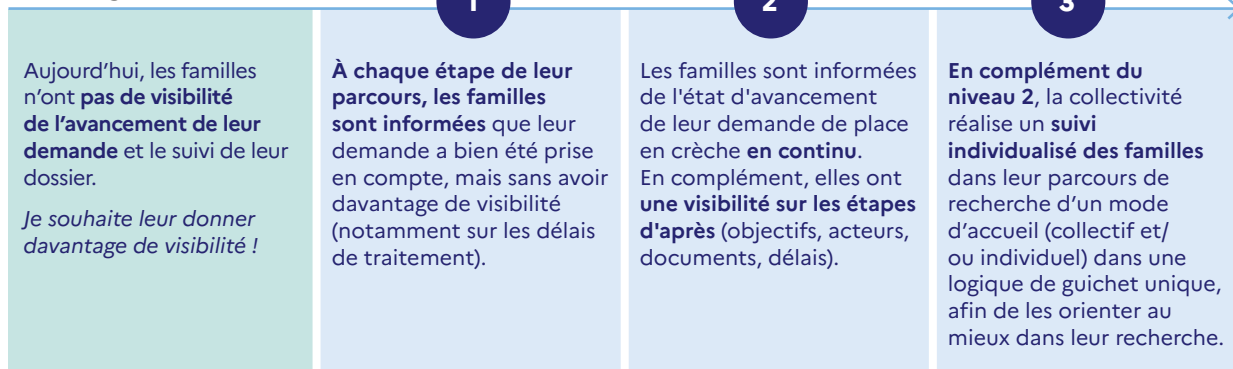 1
2
3
Aujourd'hui, les familles
n'ont pas de visibilité
de l'avancement de leur
demande et le suivi de leur
dossier.
Je souhaite leur donner
davantage de visibilité !
À chaque étape de leur
parcours, les familles
sont informées que leur
demande a bien été prise
en compte, mais sans avoir
davantage de visibilité
(notamment sur les délais
de traitement).
Les familles sont informées
de l'état d'avancement
de leur demande de place
en crèche en continu.
En complément, elles ont
une visibilité sur les étapes
d'après (objectifs, acteurs,
documents, délais).
En complément du
niveau 2, la collectivité
réalise un suivi
individualisé des familles
dans leur parcours de
recherche d'un mode
d'accueil (collectif et/
ou individuel) dans une
logique de guichet unique,
afin de les orienter au
mieux dans leur recherche.